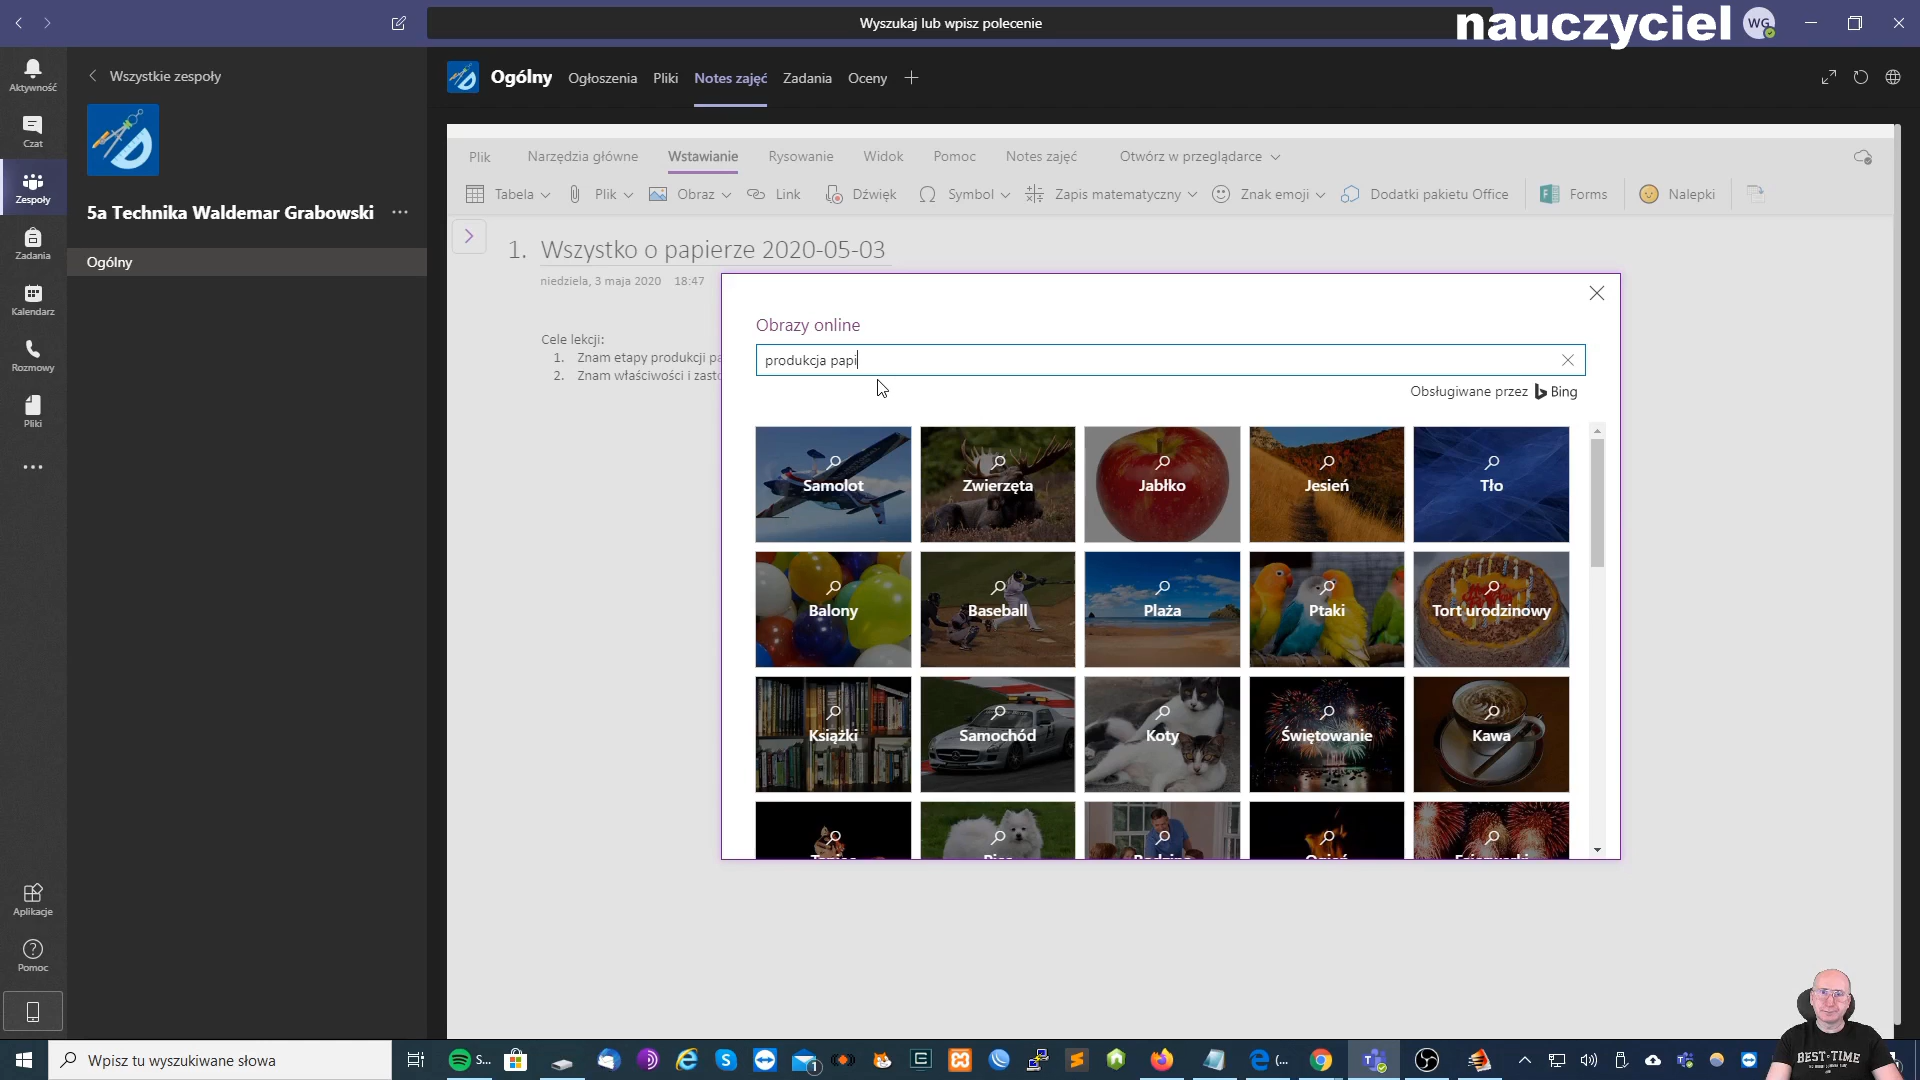 Wyszukaj lub wpisz polecenie
nauczyciel
WG
Aktywność
Czat
Zespoły
Zadania
Kalendarz
Rozmowy
Pliki
Aplikacje
Pomoc
Wszystkie zespoły
5a Technika Waldemar Grabowski
Ogólny
Ogólny Ogłoszenia Pliki Notes zajęć Zadania Oceny
Plik Narzędzia główne Wstawianie Rysowanie Widok Pomoc Notes zajęć Otwórz w przeglądarce
Tabela Plik Obraz Link Dźwięk Symbol Zapis matematyczny Znak emoji Dodatki pakietu Office Forms Nalepki
1. Wszystko o papierze 2020-05-03
niedziela, 3 maja 2020 18:47
Cele lekcji:
1. Znam etapy produkcji pa
2. Znam właściwości i zasto
Obrazy online
produkcja papi
Obsługiwane przez Bing
Samolot Zwierzęta Jabłko Jesień Tło
Balony Baseball Plaża Ptaki Tort urodzinowy
Książki Samochód Koty Świętowanie Kawa
Wpisz tu wyszukiwane słowa
S...
1
(...
BEST·TIME